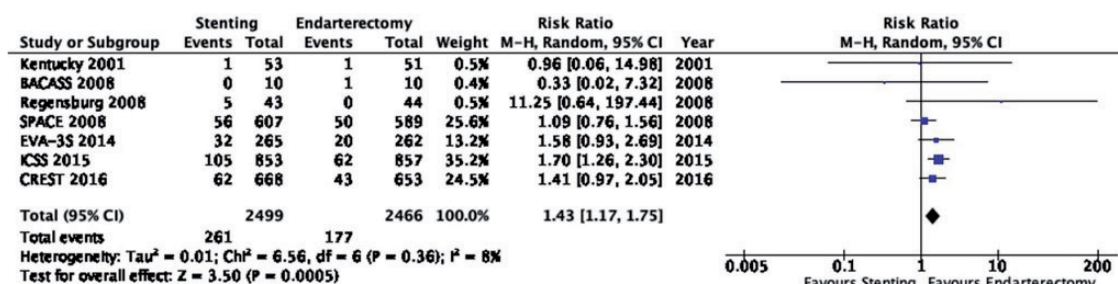 Stenting Endarterectomy Risk Ratio Risk Ratio
Study or Subgroup Events Total Events Total Weight M-H, Random, 95% CI Year M-H, Random, 95% CI
Kentucky 2001 1 53 1 51 0.5% 0.96 [0.06, 14.98] 2001
BACASS 2008 0 10 1 10 0.4% 0.33 [0.02, 7.32] 2008
Regensburg 2008 5 43 0 44 0.5% 11.25 [0.64, 197.44] 2008
SPACE 2008 56 607 50 589 25.6% 1.09 [0.76, 1.56] 2008
EVA-3S 2014 32 265 20 262 13.2% 1.58 [0.93, 2.69] 2014
ICSS 2015 105 853 62 857 35.2% 1.70 [1.26, 2.30] 2015
CREST 2016 62 668 43 653 24.5% 1.41 [0.97, 2.05] 2016
Total (95% CI) 2499 2466 100.0% 1.43 [1.17, 1.75]
Total events 261 177
Heterogeneity: Tau² = 0.01; Chi² = 6.56, df = 6 (P = 0.36); I² = 8%
Test for overall effect: Z = 3.50 (P = 0.0005)
0.005 0.1 1 10 200
Favours Stenting Favours Endarterectomy